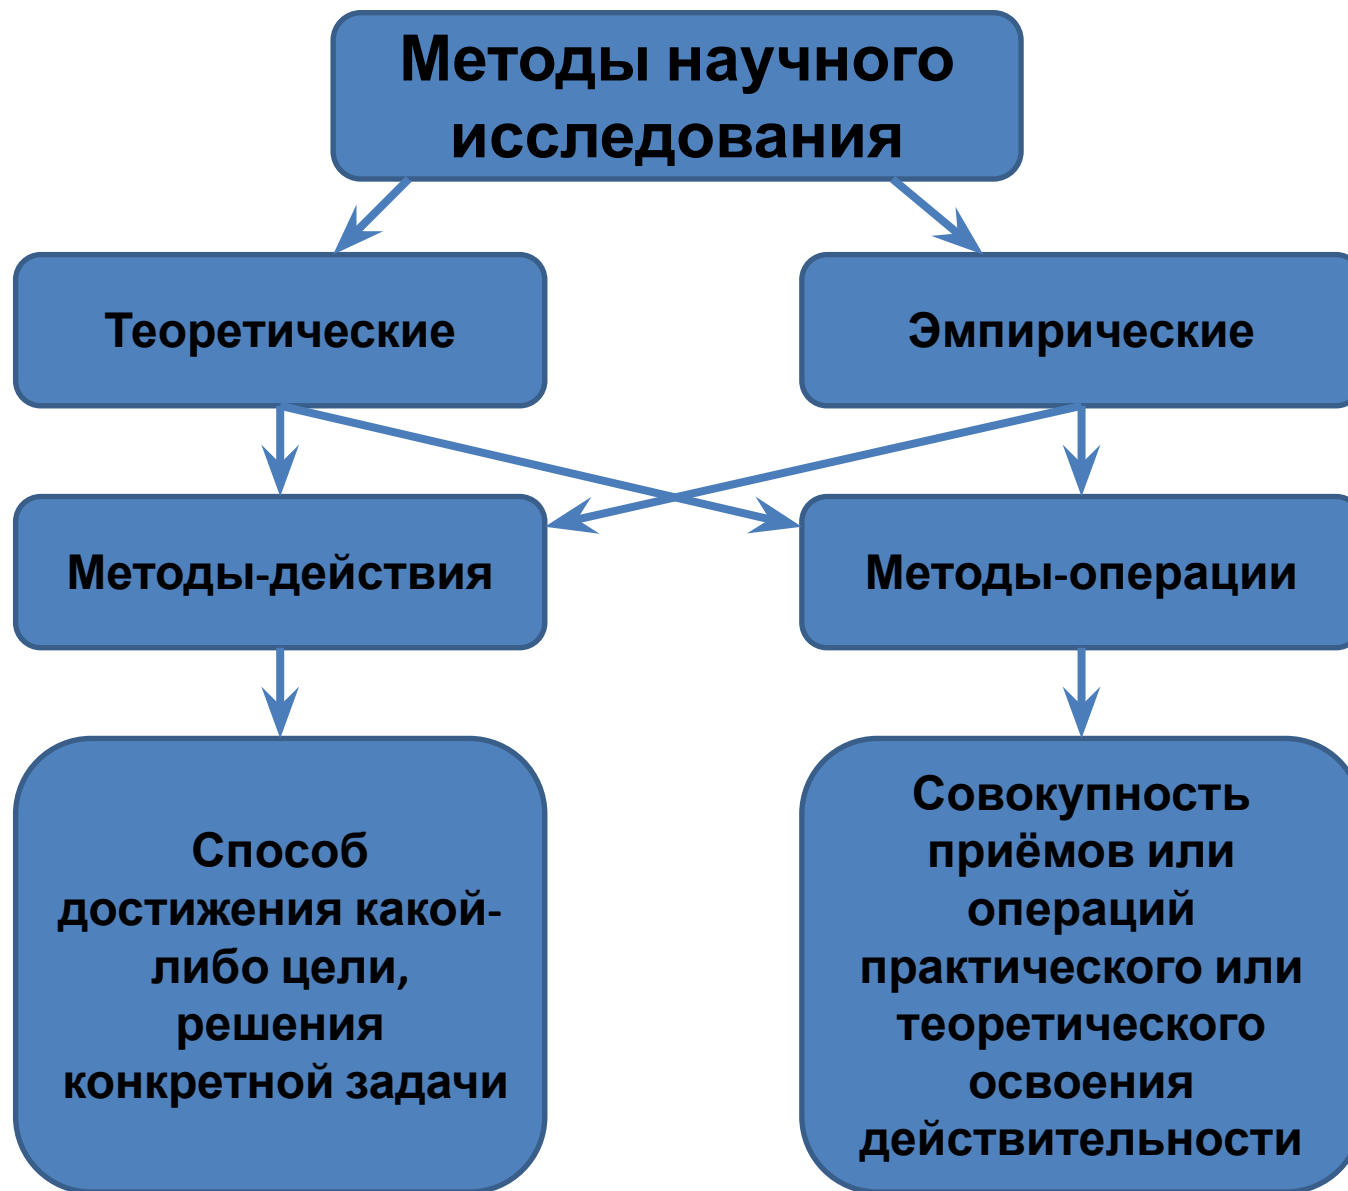 Методы научного
исследования
Теоретические
Эмпирические
Методы-действия
Методы-операции
Способ
достижения какой-
либо цели,
решения
конкретной задачи
Совокупность
приёмов или
операций
практического или
теоретического
освоения
действительности